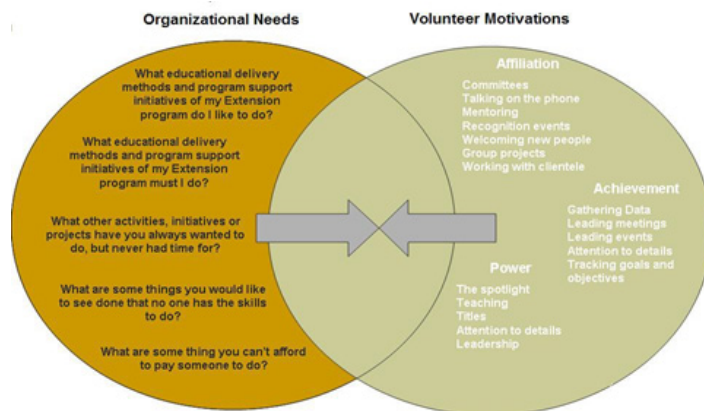 Organizational Needs
Volunteer Motivations
What educational delivery
methods and program support
initiatives of my Extension
program do I like to do?
What educational delivery
methods and program support
initiatives of my Extension
program must I do?
What other activities, initiatives or
projects have you always wanted to
do, but never had time for?
What are some things you would like
to see done that no one has the skills
to do?
What are some thing you can't afford
to pay someone to do?
Affiliation
Committees
Talking on the phone
Mentoring
Recognition events
Welcoming new people
Group projects
Working with clientele
Achievement
Gathering Data
Leading meetings
Leading events
Attention to details
Tracking goals and
objectives
Power
The spotlight
Teaching
Titles
Attention to details
Leadership